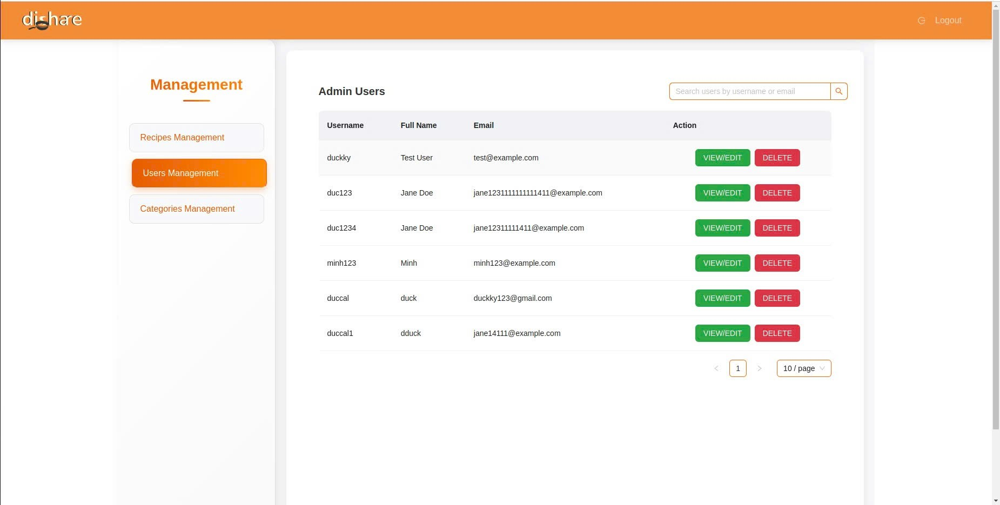 dishare
Logout
Management
Recipes Management
Users Management
Categories Management
Admin Users
Search users by username or email
Username Full Name Email Action
duckky Test User test@example.com VIEW/EDIT DELETE
duc123 Jane Doe jane1231111111111411@example.com VIEW/EDIT DELETE
duc1234 Jane Doe jane12311111411@example.com VIEW/EDIT DELETE
minh123 Minh minh123@example.com VIEW/EDIT DELETE
duccal duck duckky123@gmail.com VIEW/EDIT DELETE
duccal1 dduck jane14111@example.com VIEW/EDIT DELETE
1 10 / page